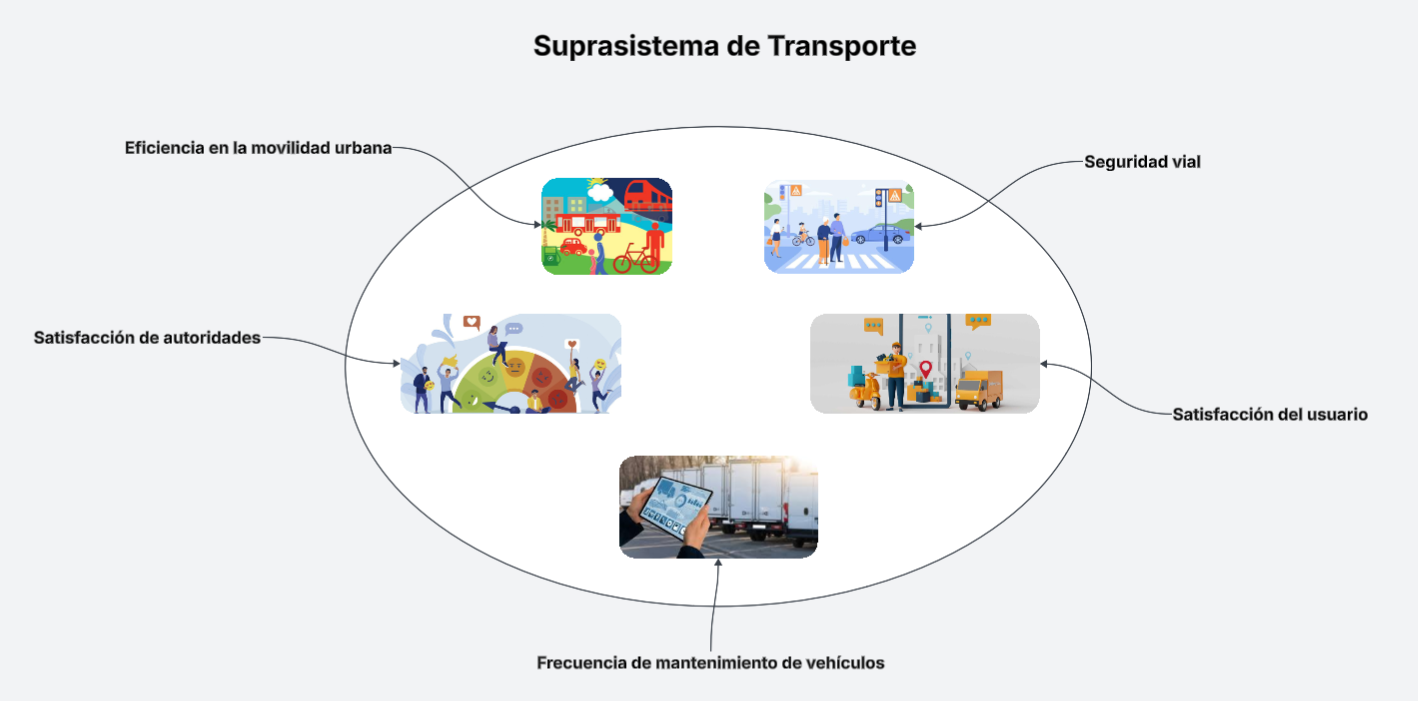 Suprasistema de Transporte
Eficiencia en la movilidad urbana
Seguridad vial
Satisfacción de autoridades
Satisfacción del usuario
Frecuencia de mantenimiento de vehículos